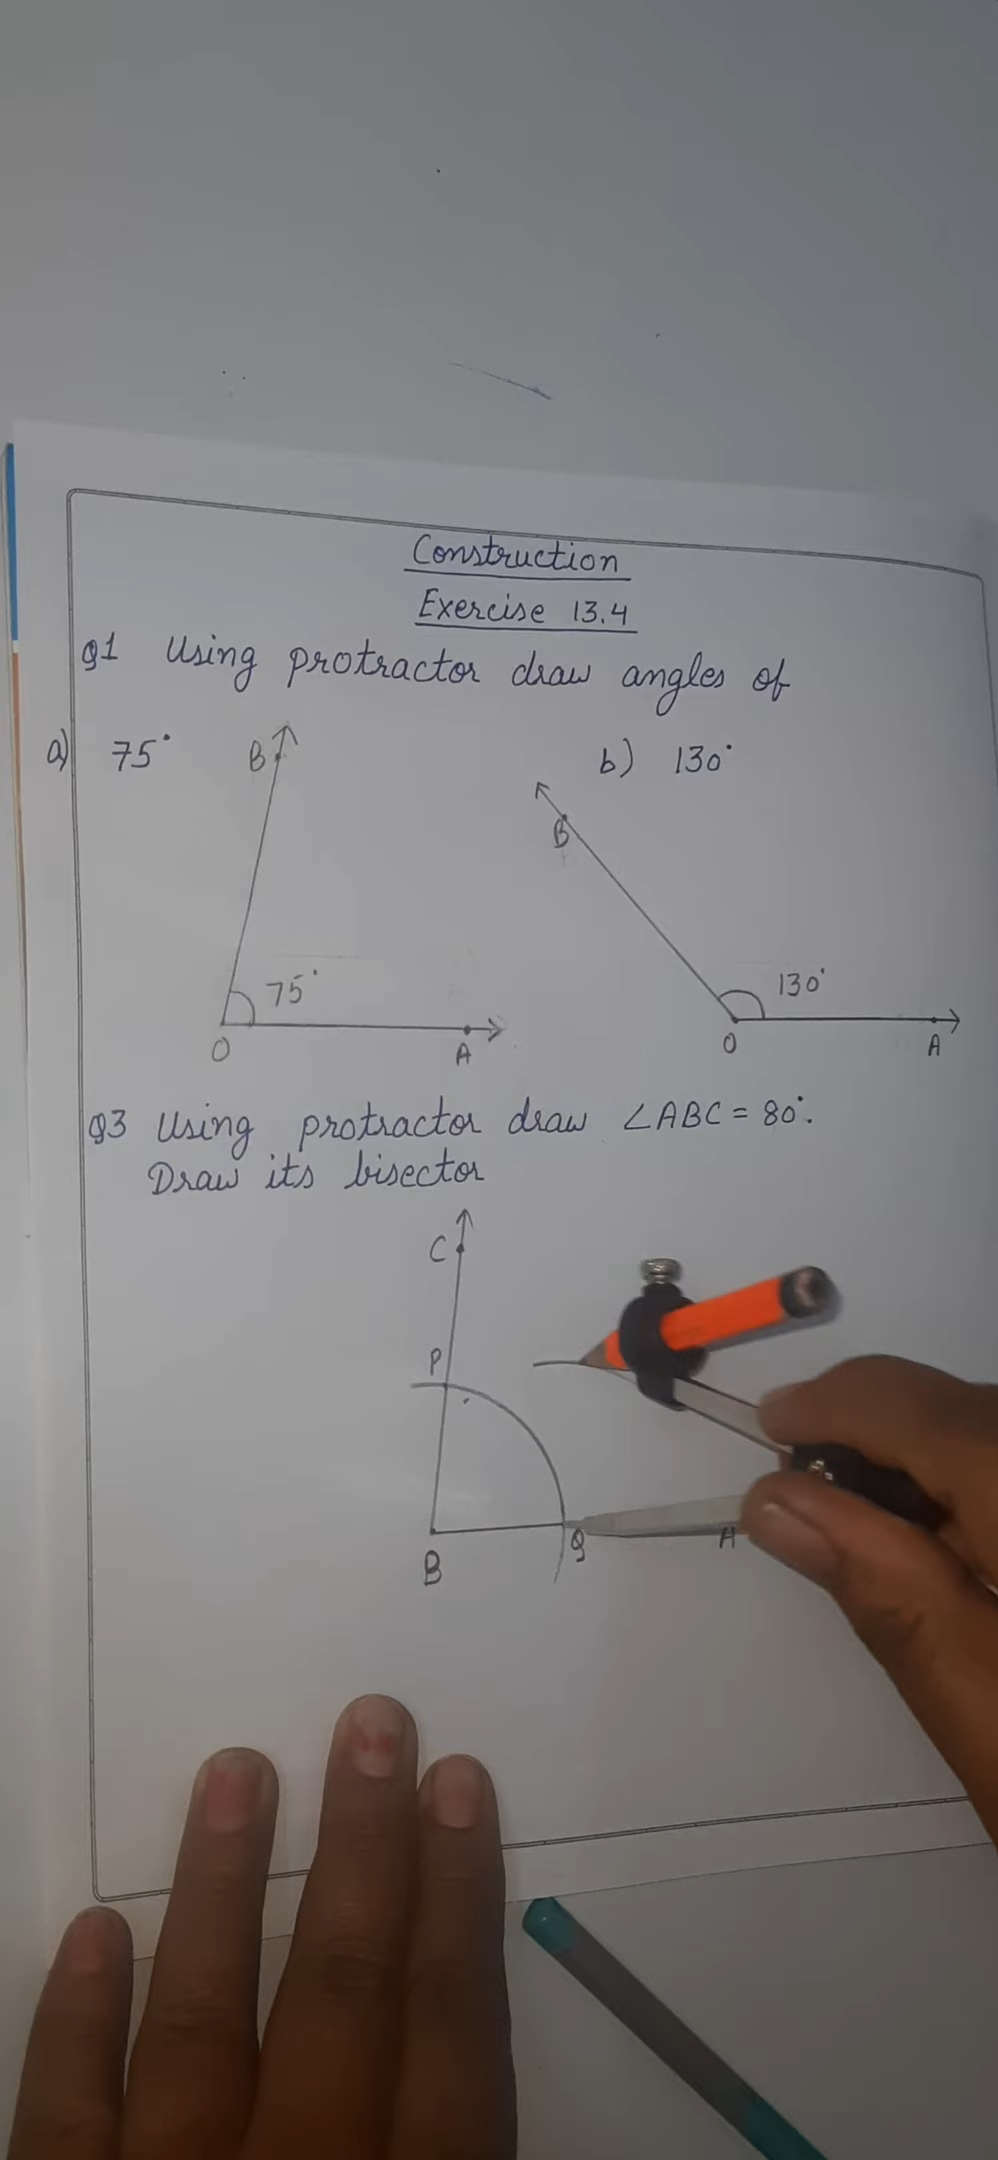 Construction
Exercise 13.4
Q1 Using protractor draw angles of
a) 75°
b) 130°
B
B
75°
130°
O
A
O
A
Q3 Using protractor draw ∠ABC = 80°.
Draw its bisector
C
P
Q
A
B